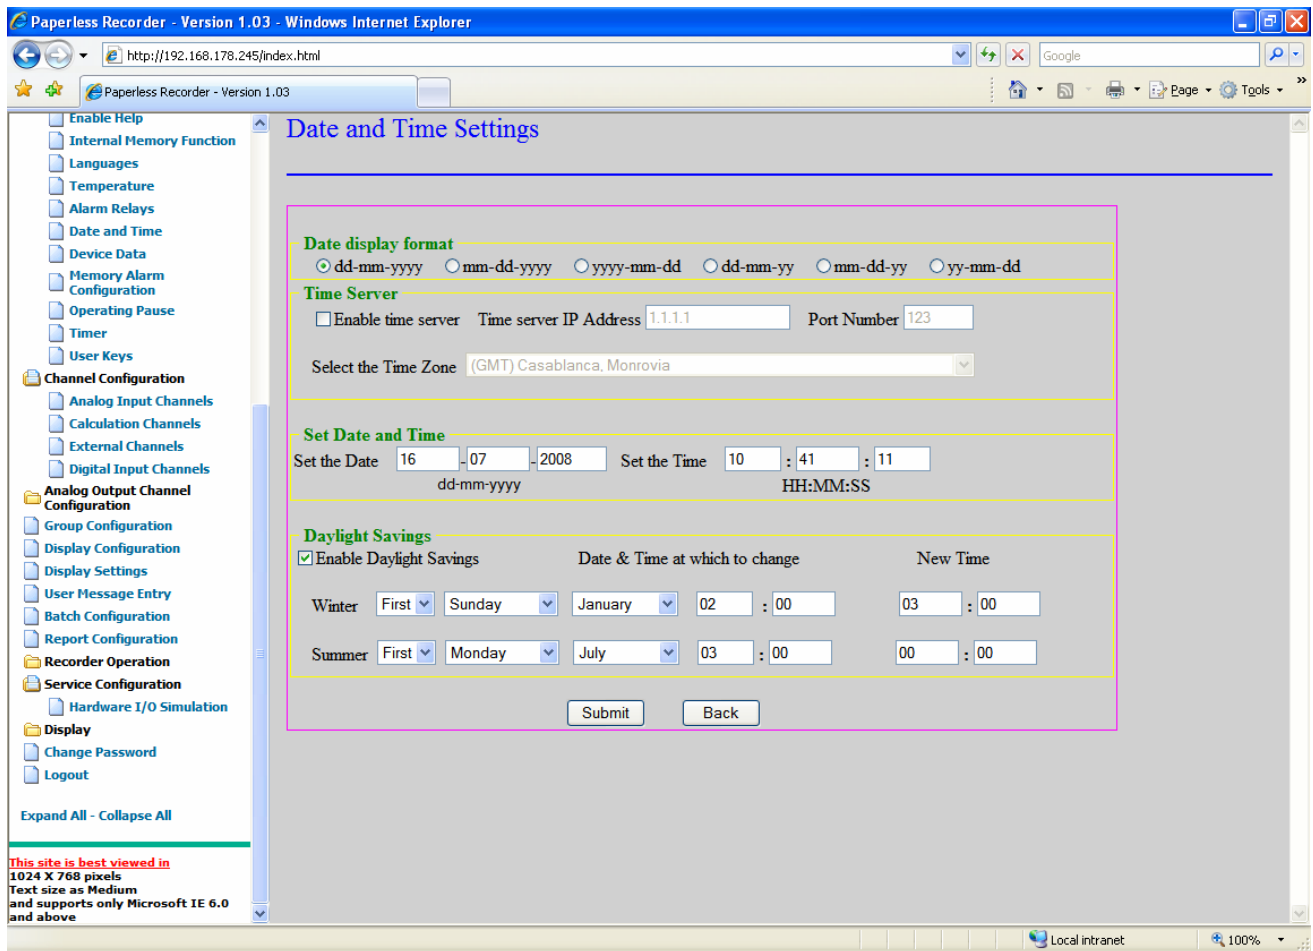 Paperless Recorder - Version 1.03 - Windows Internet Explorer
http://192.168.178.245/index.html
Google
Paperless Recorder - Version 1.03
Page
Tools
»
Enable Help
Internal Memory Function
Languages
Temperature
Alarm Relays
Date and Time
Device Data
Memory Alarm
Configuration
Operating Pause
Timer
User Keys
Channel Configuration
Analog Input Channels
Calculation Channels
External Channels
Digital Input Channels
Analog Output Channel
Configuration
Group Configuration
Display Configuration
Display Settings
User Message Entry
Batch Configuration
Report Configuration
Recorder Operation
Service Configuration
Hardware I/O Simulation
Display
Change Password
Logout
Expand All - Collapse All
This site is best viewed in
1024 X 768 pixels
Text size as Medium
and supports only Microsoft IE 6.0
and above
Date and Time Settings
Date display format
dd-mm-yyyy mm-dd-yyyy yyyy-mm-dd dd-mm-yy mm-dd-yy yy-mm-dd
Time Server
Enable time server Time server IP Address 1.1.1.1 Port Number 123
Select the Time Zone (GMT) Casablanca, Monrovia
Set Date and Time
Set the Date 16 - 07 - 2008 Set the Time 10 : 41 : 11
dd-mm-yyyy HH:MM:SS
Daylight Savings
Enable Daylight Savings Date & Time at which to change New Time
Winter First Sunday January 02 : 00 03 : 00
Summer First Monday July 03 : 00 00 : 00
Submit Back
Local intranet 100%